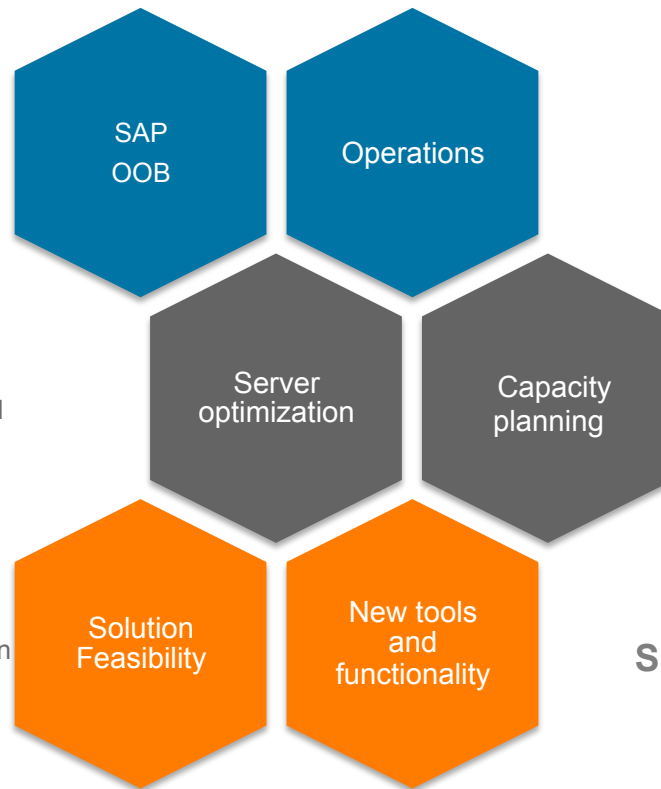 SAP
OOB
Operations
Server
optimization
Capacity
planning
Solution
Feasibility
New tools
and
functionality
S